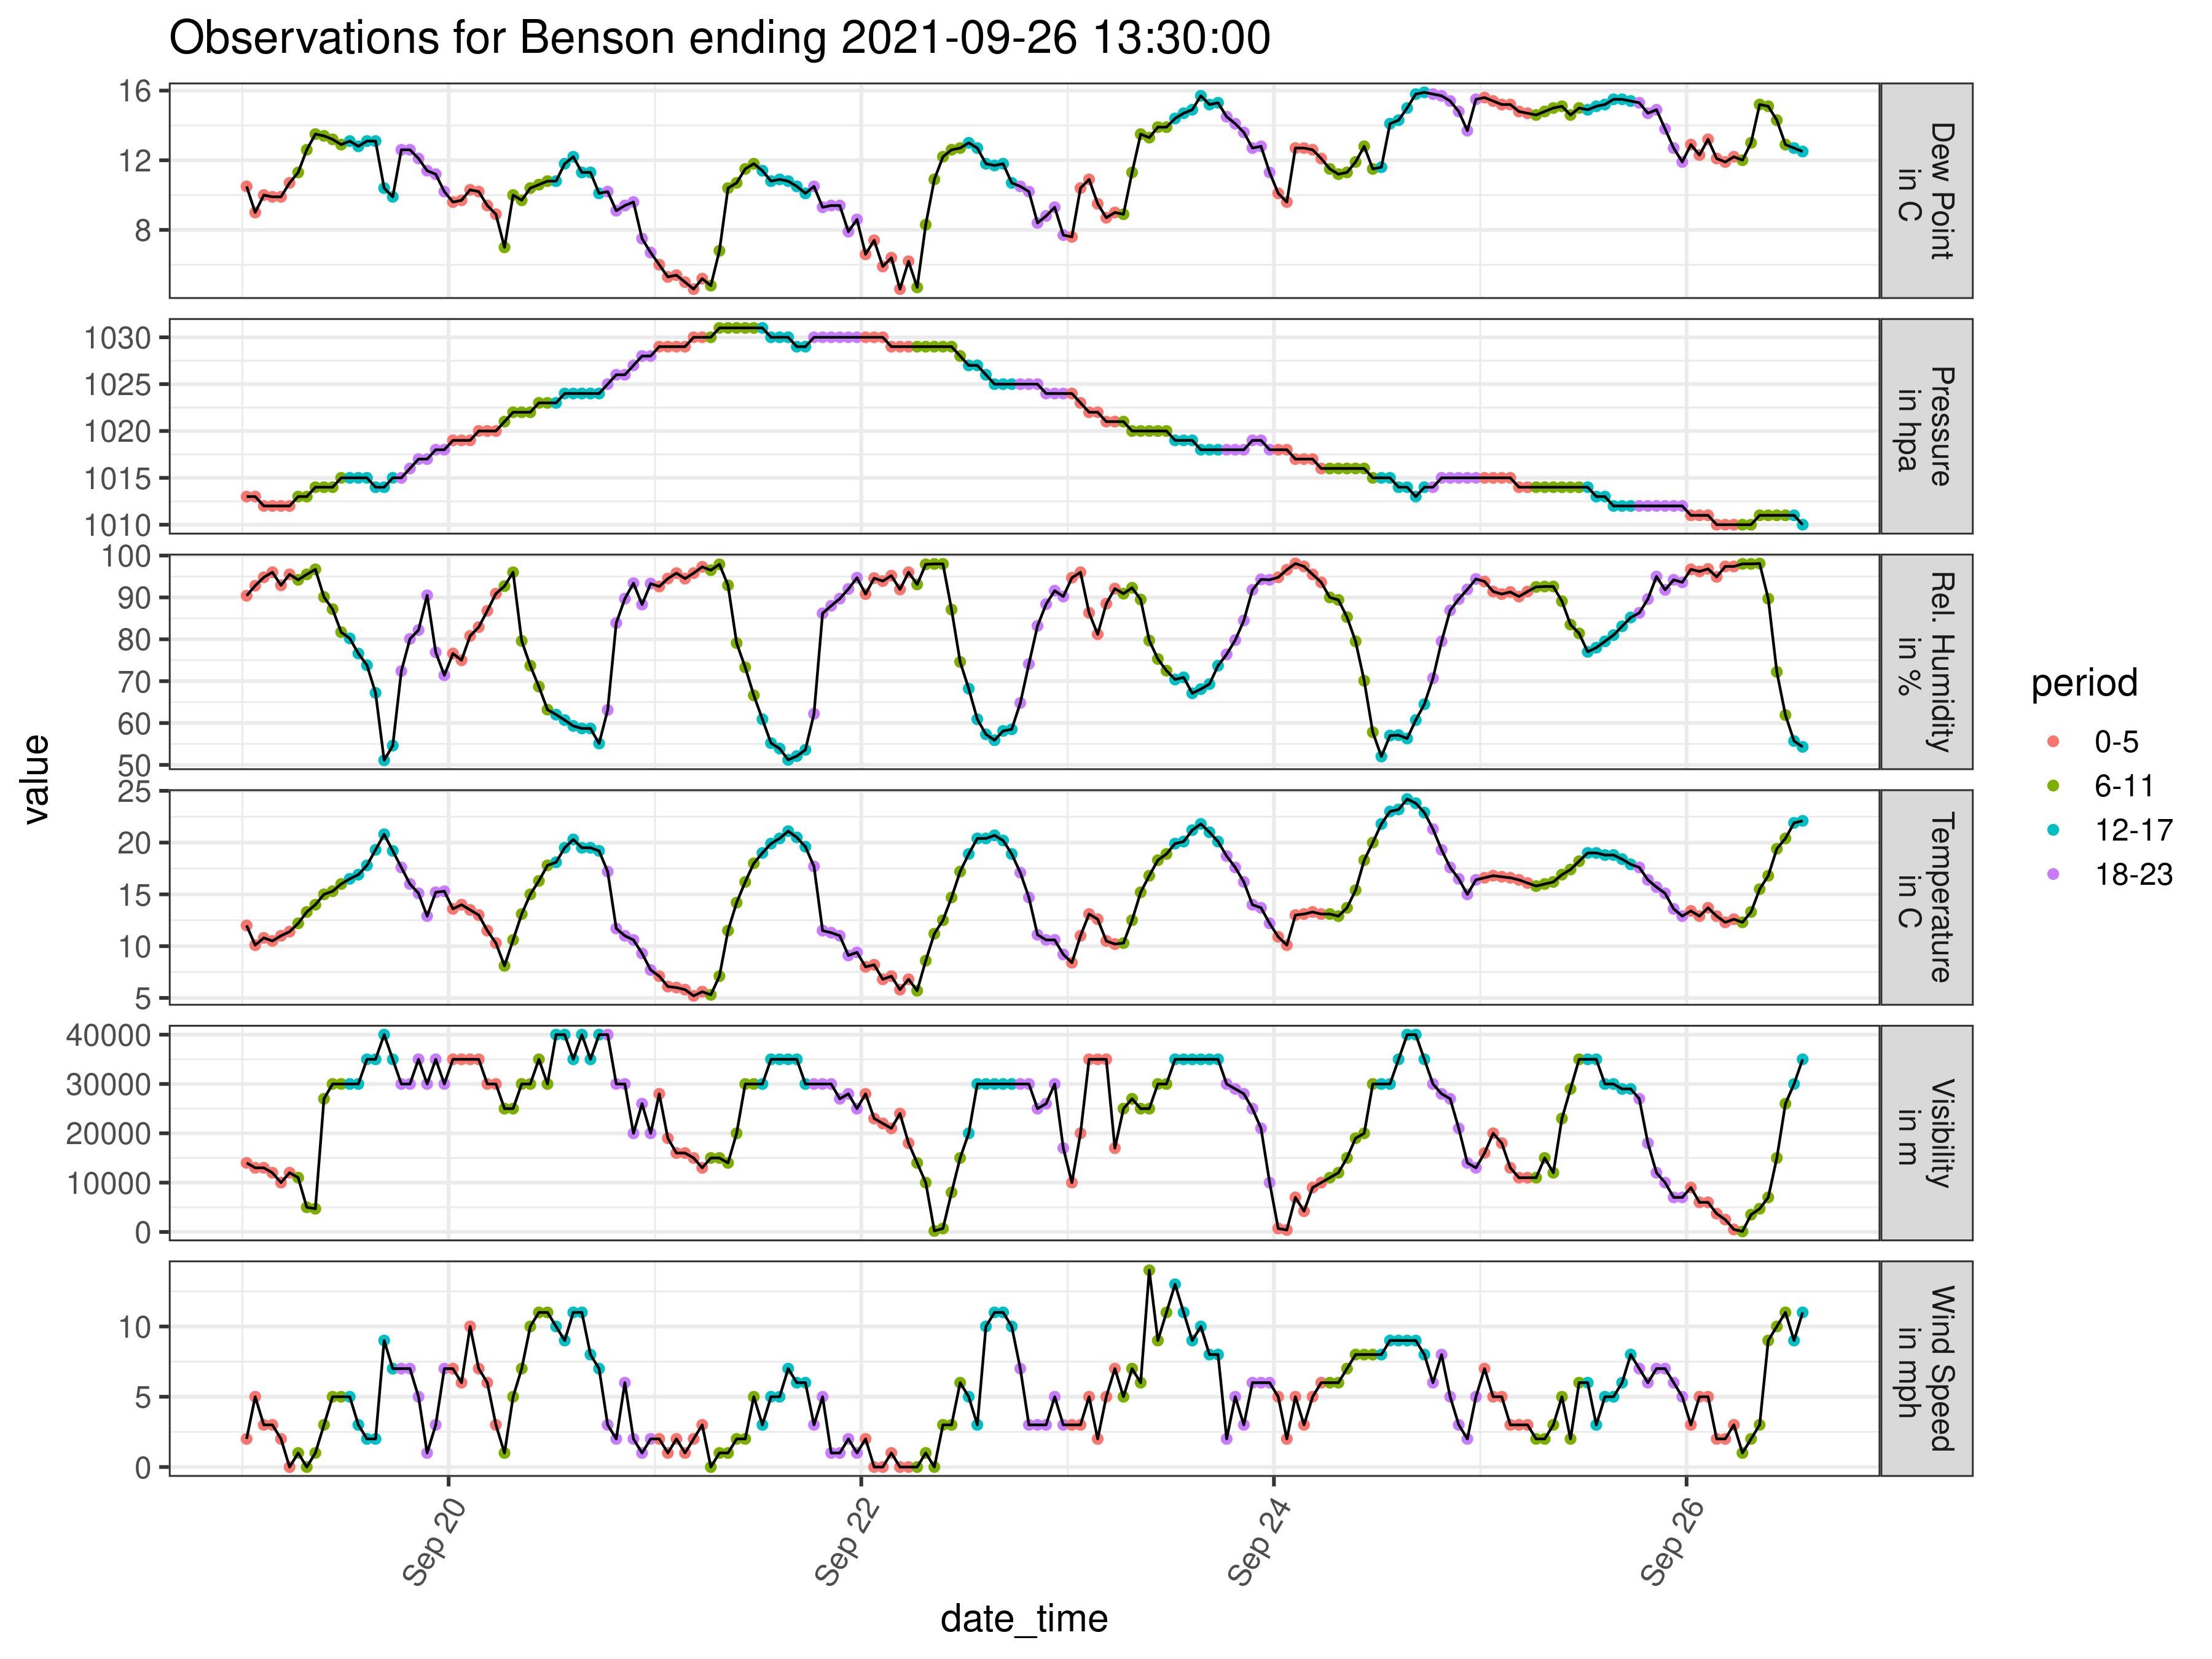 Observations for Benson ending 2021-09-26 13:30:00
16
12
8
Dew Point
in C
1030
1025
1020
1015
1010
Pressure
in hpa
100
90
80
70
60
50
Rel. Humidity
in %
25
20
15
10
5
Temperature
in C
40000
30000
20000
10000
0
Visibility
in m
10
5
0
Wind Speed
in mph
value
Sep 20
Sep 22
Sep 24
Sep 26
date_time
period
0-5
6-11
12-17
18-23